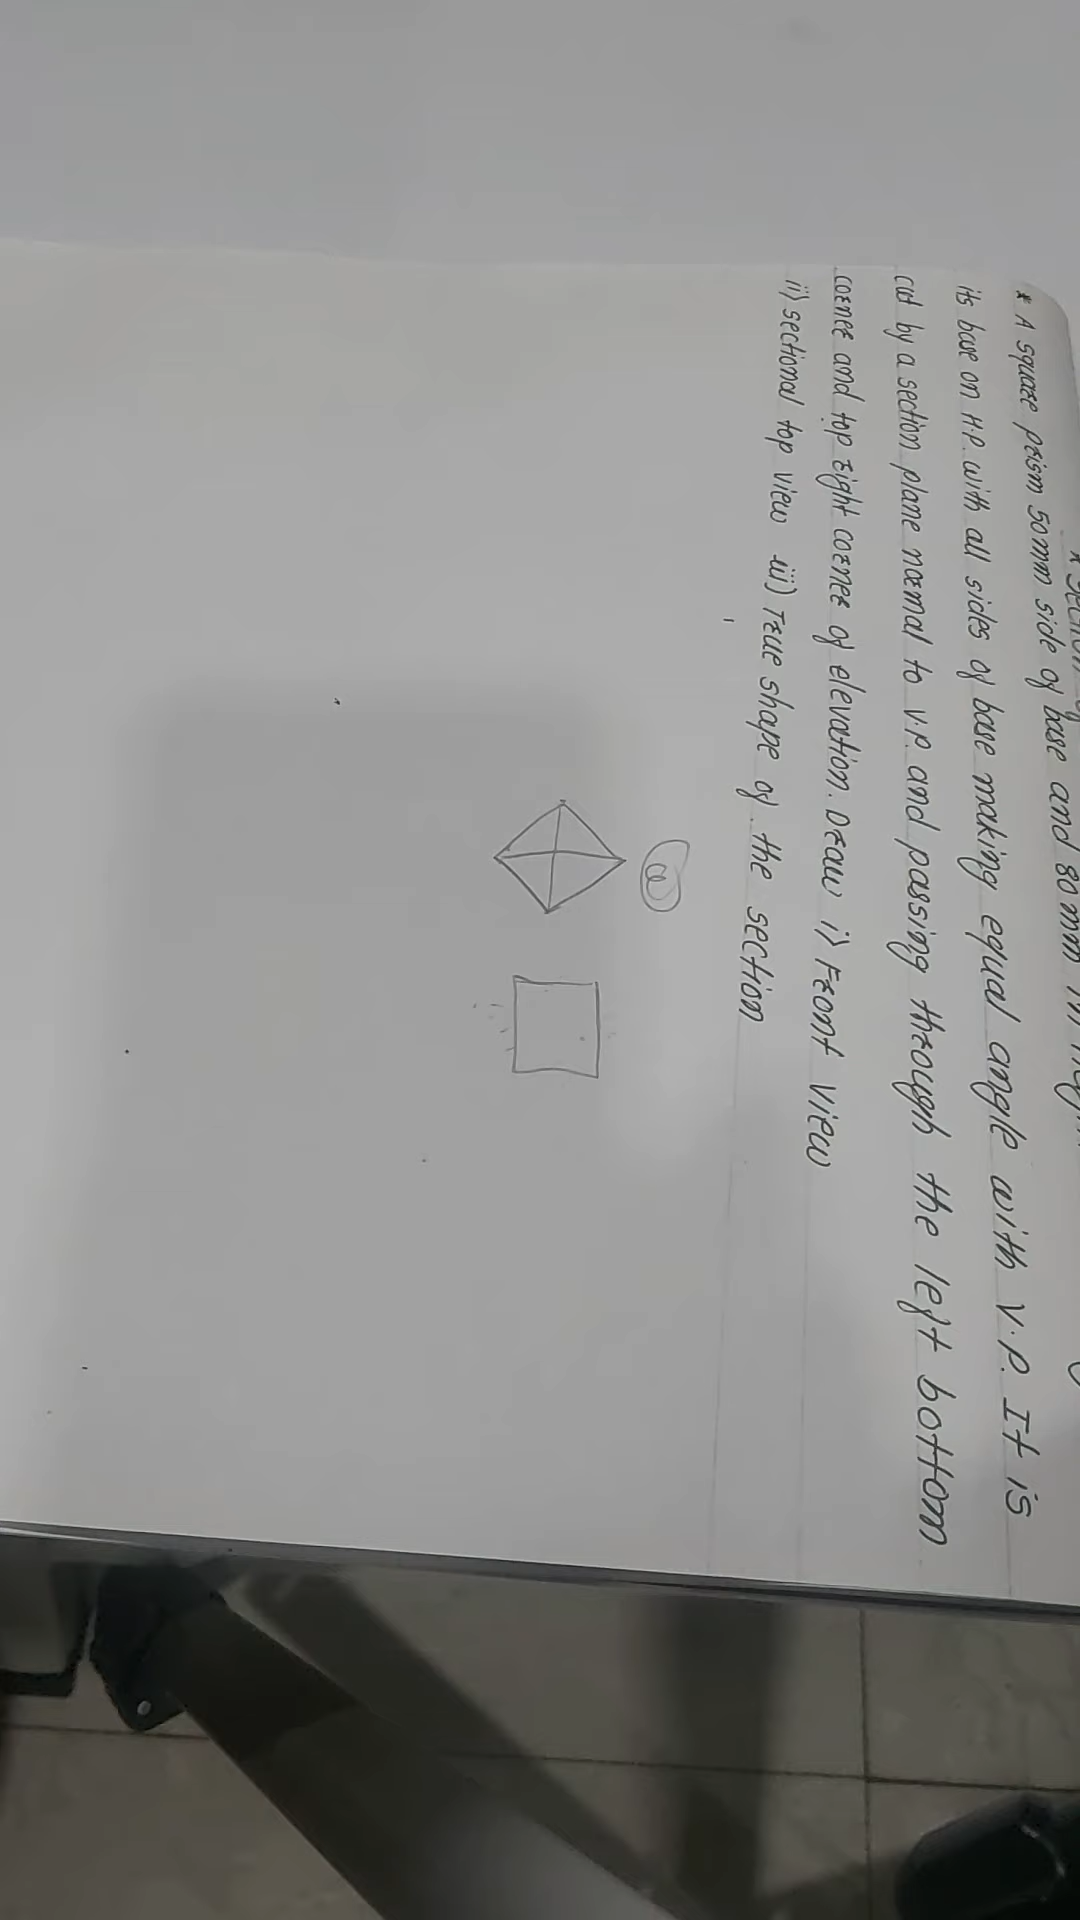 * A square prism 50mm side of base and 80mm in
its base on H.P. with all sides of base making equal angle with V.P. It is
cut by a section plane normal to V.P. and passing through the left bottom
corner and top right corner of elevation. Draw i) Front view
ii) sectional top view iii) True shape of the section